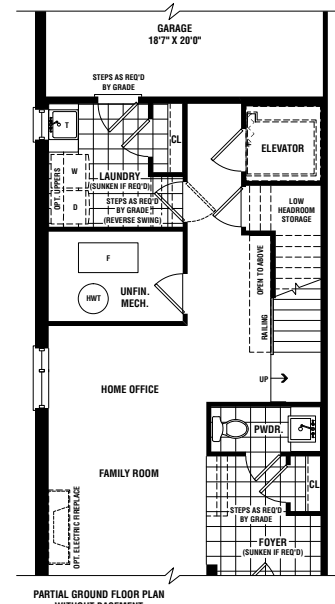 GARAGE
18'7" X 20'0"
STEPS AS REQ'D
BY GRADE
T
CL
ELEVATOR
OPT. UPPERS
W
D
LAUNDRY
(SUNKEN IF REQ'D)
STEPS AS REQ'D
BY GRADE
(REVERSE SWING)
LOW
HEADROOM
STORAGE
F
HWT
UNFIN.
MECH.
OPEN TO ABOVE
RAILING
UP
HOME OFFICE
PWDR.
FAMILY ROOM
CL
STEPS AS REQ'D
BY GRADE
OPT. ELECTRIC FIREPLACE
FOYER
(SUNKEN IF REQ'D)
PARTIAL GROUND FLOOR PLAN
WITHOUT BASEMENT